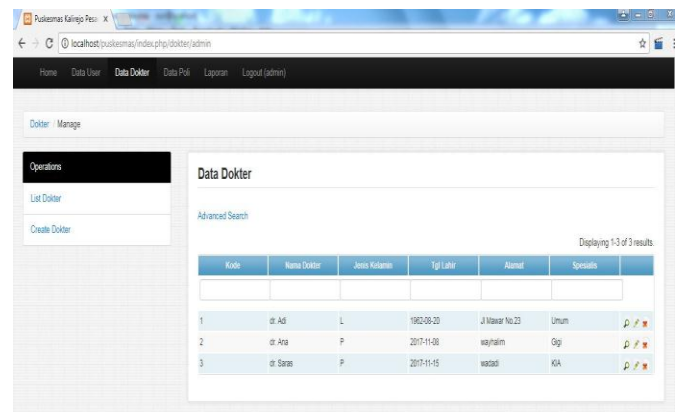 Puskesmas Kalirejo Pesa
localhost/puskesmas/index.php/dokter/admin
Home Data User Data Dokter Data Poli Laporan Logout (admin)
Dokter / Manage
Operations
List Dokter
Create Dokter
Data Dokter
Advanced Search
Displaying 1-3 of 3 results.
Kode Nama Dokter Jenis Kelamin Tgl Lahir Alamat Spesialis
1 dr. Adi L 1962-08-20 Jl Mawar No.23 Umum
2 dr. Ana P 2017-11-08 wayhalim Gigi
3 dr. Saras P 2017-11-15 wadadi KIA